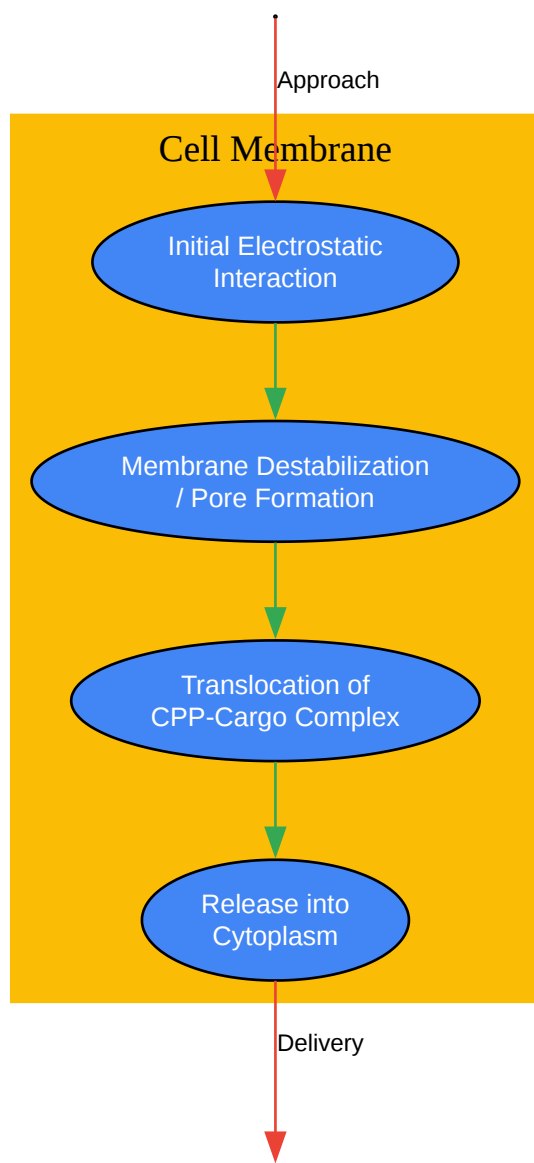 Approach
Cell Membrane
Initial Electrostatic
Interaction
Membrane Destabilization
/ Pore Formation
Translocation of
CPP-Cargo Complex
Release into
Cytoplasm
Delivery